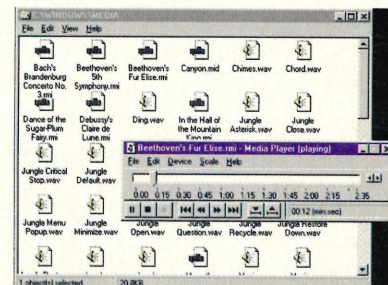 C:\WINDOWS\MEDIA
File Edit View Help
Bach's Brandenburg Concerto No. 3.rmi
Beethoven's 5th Symphony.rmi
Beethoven's Fur Elise.rmi
Canyon.mid
Chimes.wav
Chord.wav
Dance of the Sugar-Plum Fairy.rmi
Debussy's Claire de Lune.rmi
Ding.wav
In the Hall of the Mountain King.rmi
Jungle Asterisk.wav
Jungle Close.wav
Beethoven's Fur Elise.rmi - Media Player (playing)
File Edit Device Scale Help
0:00 0:15 0:30 0:45 1:00 1:15 1:30 1:45 2:00 2:15 2:35
00:12 (min:sec)
Jungle Critical Stop.wav
Jungle Default.wav
Jungle Menu Popup.wav
Jungle Minimize.wav
Jungle Open.wav
Jungle Question.wav
Jungle Recycle.wav
Jungle Restore Down.wav
1 object(s) selected 20.8KB